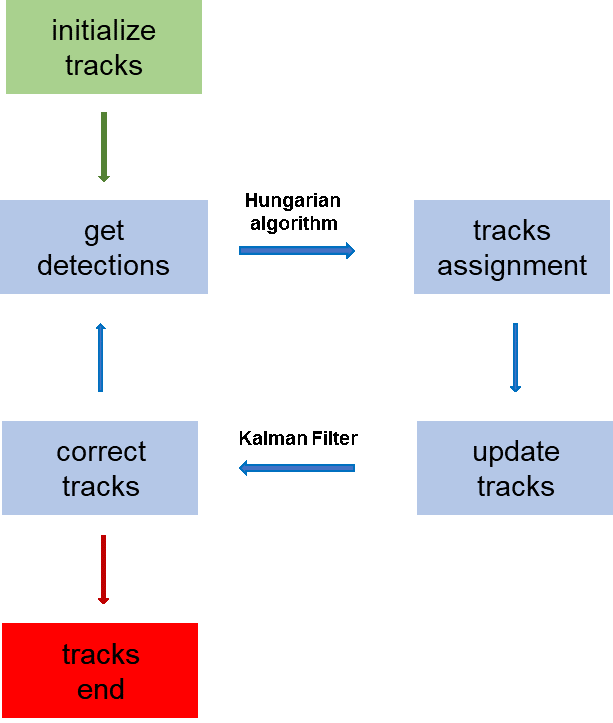 initialize
tracks
get
detections
Hungarian
algorithm
tracks
assignment
correct
tracks
Kalman Filter
update
tracks
tracks
end